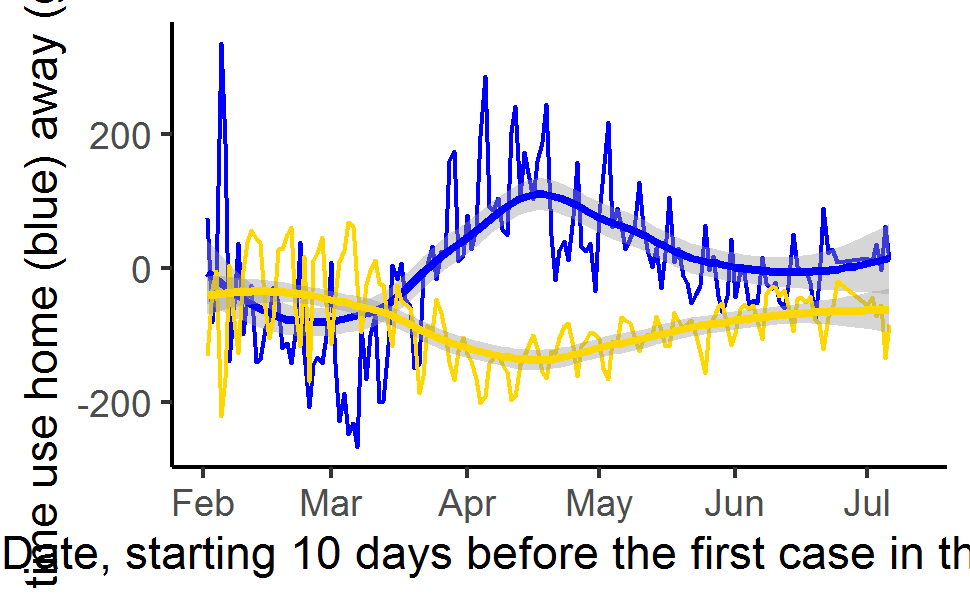 time use home (blue) away (
200
0
-200
Feb Mar Apr May Jun Jul
Date, starting 10 days before the first case in th